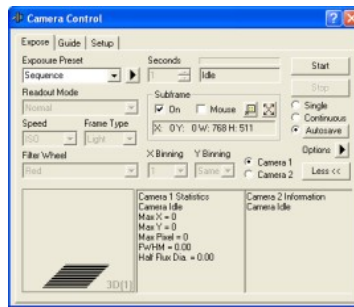 Camera Control
Expose
Guide
Setup
Exposure Preset
Seconds
Sequence
1
Idle
Start
Readout Mode
Subframe
Stop
Normal
On
Mouse
Single
Speed
Frame Type
X: 0 Y: 0 W: 768 H: 511
Continuous
ISO
Light
Autosave
Filter Wheel
X Binning
Y Binning
Camera 1
Options
Red
1
Same
Camera 2
Less <<
Camera 1 Statistics
Camera Idle
Max X = 0
Max Y = 0
Max Pixel = 0
FWHM = 0.00
Half Flux Dia. = 0.00
Camera 2 Information
Camera Idle
3D[1]